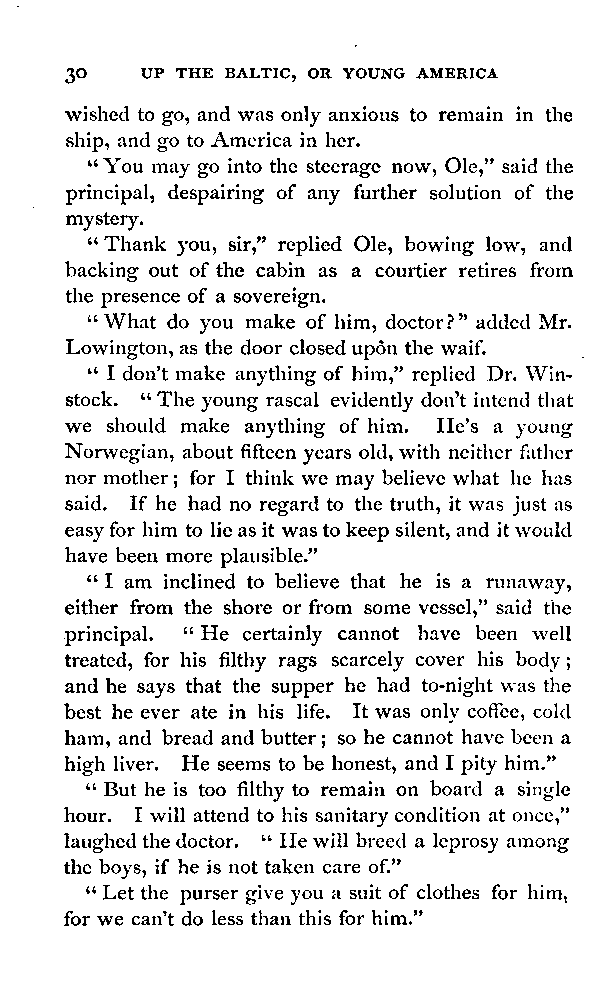 30 UP THE BALTIC, OR YOUNG AMERICA
wished to go, and was only anxious to remain in the
ship, and go to America in her.
“You may go into the steerage now, Ole,” said the
principal, despairing of any further solution of the
mystery.
“Thank you, sir,” replied Ole, bowing low, and
backing out of the cabin as a courtier retires from
the presence of a sovereign.
“What do you make of him, doctor?” added Mr.
Lowington, as the door closed upon the waif.
“I don’t make anything of him,” replied Dr. Win-
stock. “The young rascal evidently don’t intend that
we should make anything of him. He’s a young
Norwegian, about fifteen years old, with neither father
nor mother; for I think we may believe what he has
said. If he had no regard to the truth, it was just as
easy for him to lie as it was to keep silent, and it would
have been more plausible.”
“I am inclined to believe that he is a runaway,
either from the shore or from some vessel,” said the
principal. “He certainly cannot have been well
treated, for his filthy rags scarcely cover his body;
and he says that the supper he had to-night was the
best he ever ate in his life. It was only coffee, cold
ham, and bread and butter; so he cannot have been a
high liver. He seems to be honest, and I pity him.”
“But he is too filthy to remain on board a single
hour. I will attend to his sanitary condition at once,”
laughed the doctor. “He will breed a leprosy among
the boys, if he is not taken care of.”
“Let the purser give you a suit of clothes for him,
for we can’t do less than this for him.”